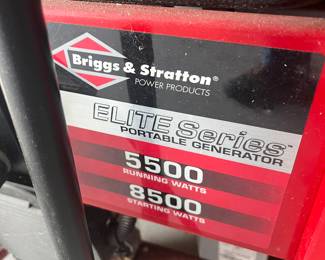 Briggs & Stratton®
POWER PRODUCTS
ELITE Series™
PORTABLE GENERATOR
5500
RUNNING WATTS
8500
STARTING WATTS